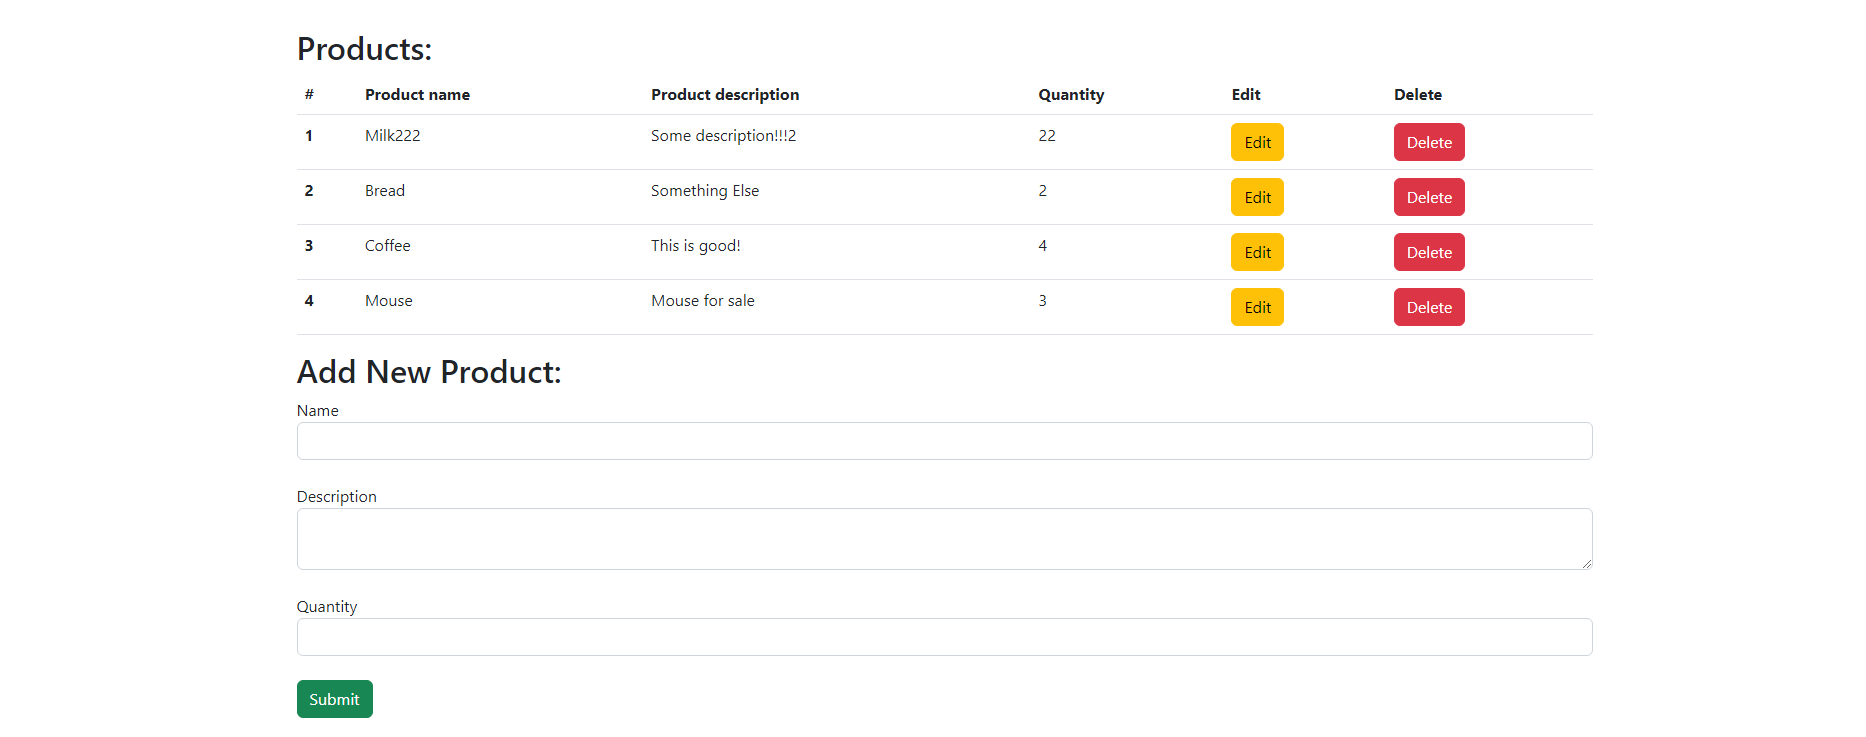 Products:
# Product name Product description Quantity Edit Delete
1 Milk222 Some description!!!2 22 Edit Delete
2 Bread Something Else 2 Edit Delete
3 Coffee This is good! 4 Edit Delete
4 Mouse Mouse for sale 3 Edit Delete
Add New Product:
Name
Description
Quantity
Submit